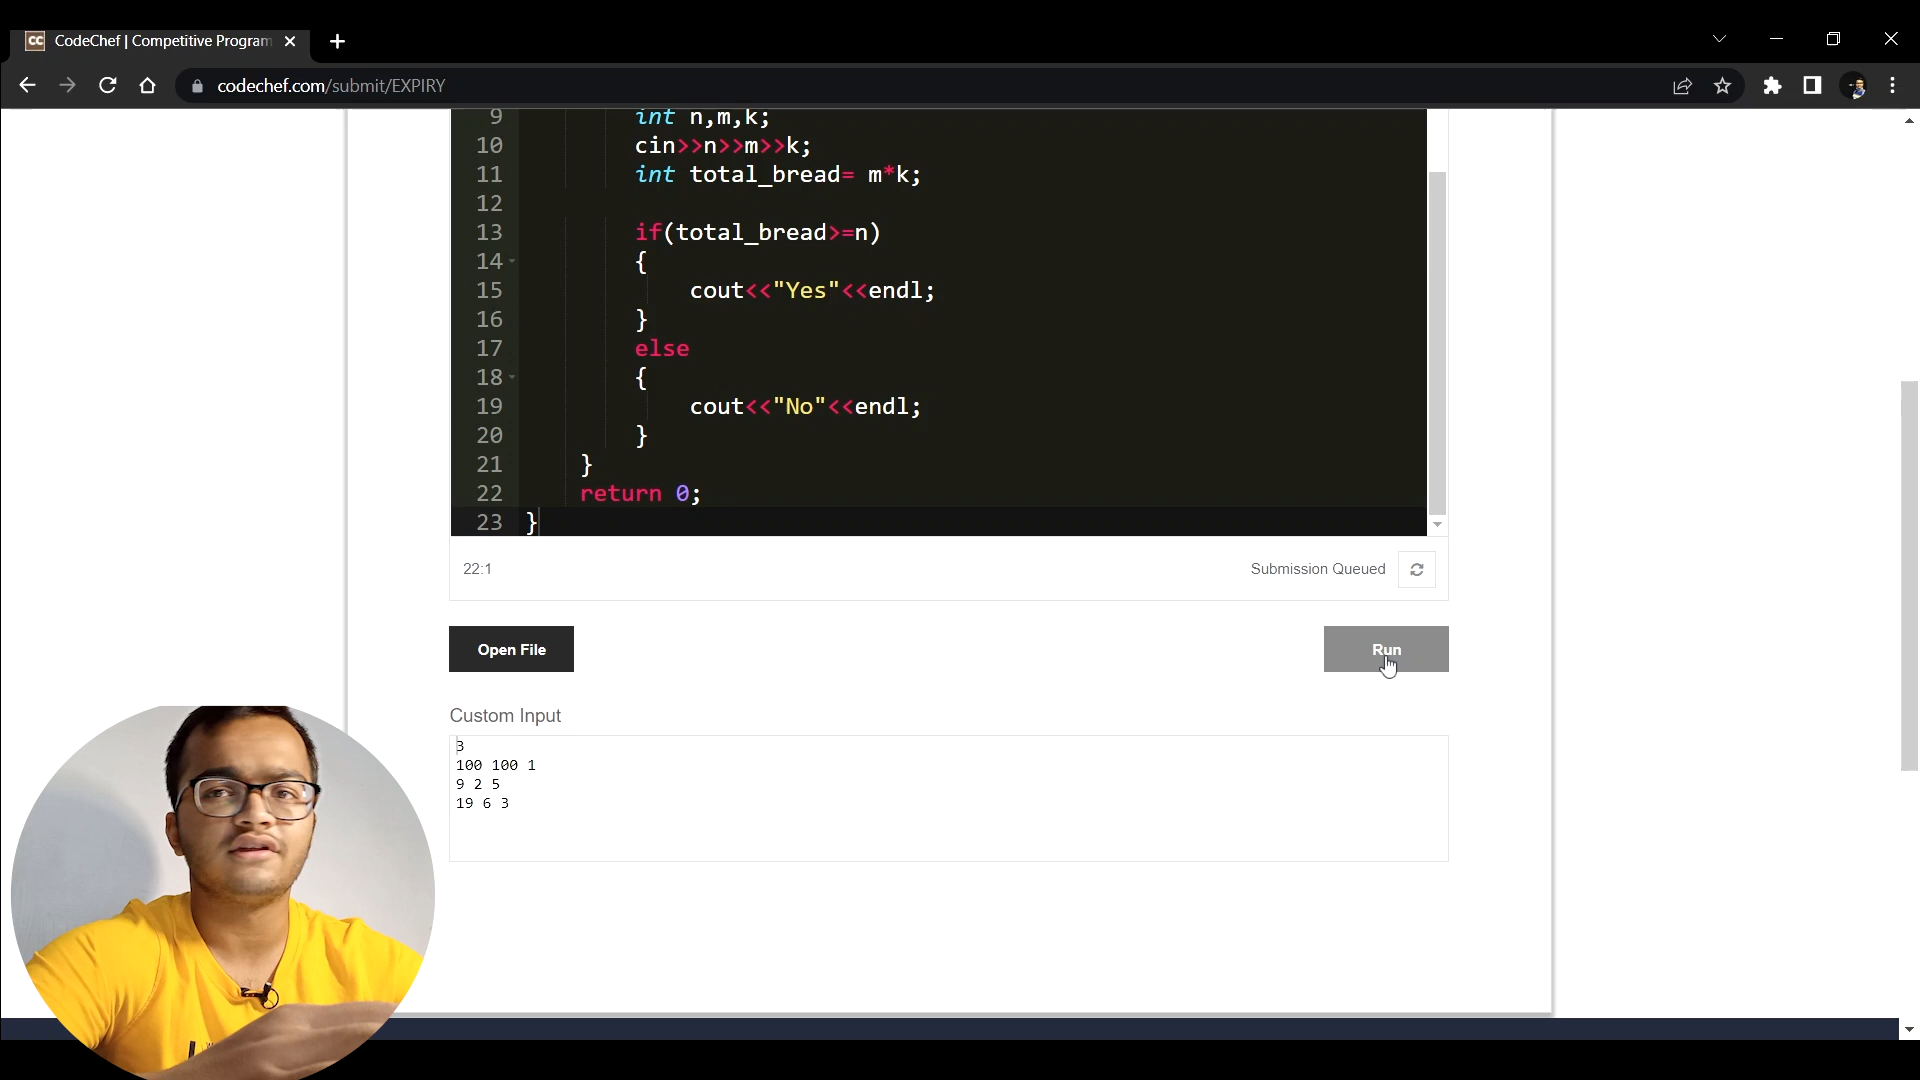 CC CodeChef | Competitive Program
codechef.com/submit/EXPIRY
9 int n,m,k;
10 cin>>n>>m>>k;
11 int total_bread= m*k;
12
13 if(total_bread>=n)
14 {
15 cout<<"Yes"<<endl;
16 }
17 else
18 {
19 cout<<"No"<<endl;
20 }
21 }
22 return 0;
23 }
22:1 Submission Queued
Open File Run
Custom Input
3
100 100 1
9 2 5
19 6 3